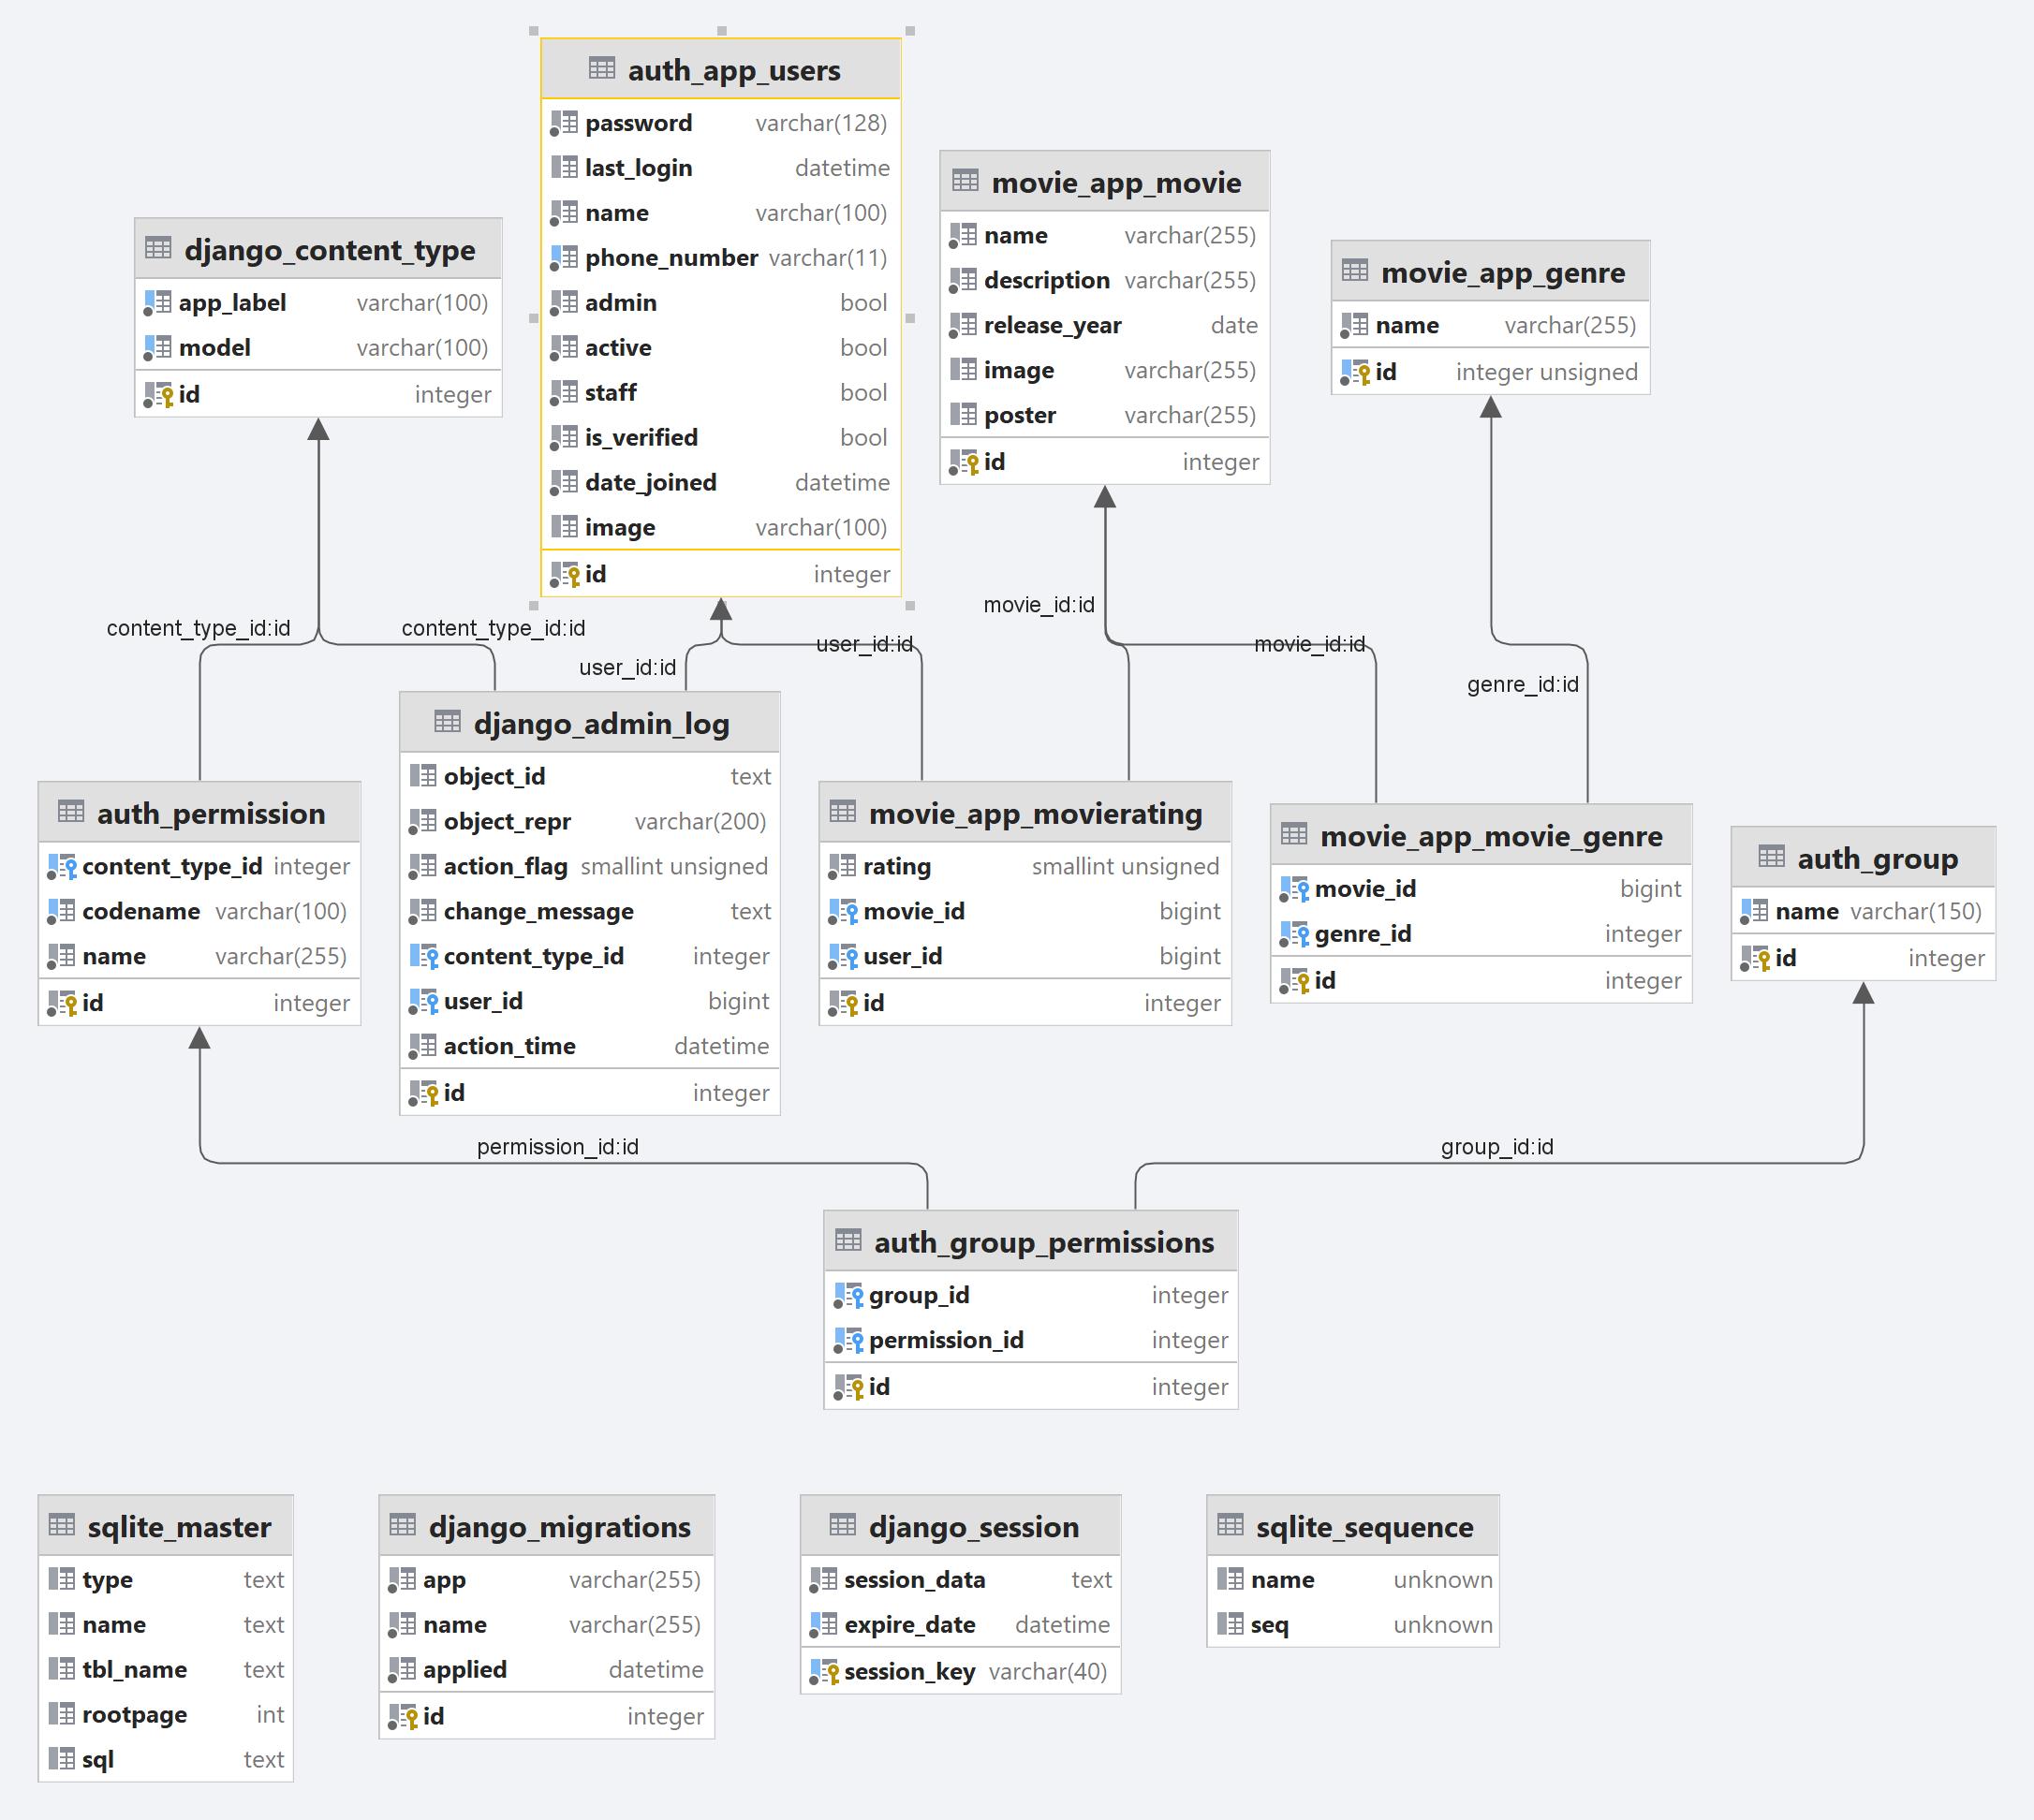 auth_app_users
password varchar(128)
last_login datetime
name varchar(100)
phone_number varchar(11)
admin bool
active bool
staff bool
is_verified bool
date_joined datetime
image varchar(100)
id integer
movie_app_movie
name varchar(255)
description varchar(255)
release_year date
image varchar(255)
poster varchar(255)
id integer
django_content_type
app_label varchar(100)
model varchar(100)
id integer
movie_app_genre
name varchar(255)
id integer unsigned
content_type_id:id
content_type_id:id
user_id:id
user_id:id
movie_id:id
movie_id:id
genre_id:id
auth_permission
content_type_id integer
codename varchar(100)
name varchar(255)
id integer
django_admin_log
object_id text
object_repr varchar(200)
action_flag smallint unsigned
change_message text
content_type_id integer
user_id bigint
action_time datetime
id integer
movie_app_movierating
rating smallint unsigned
movie_id bigint
user_id bigint
id integer
movie_app_movie_genre
movie_id bigint
genre_id integer
id integer
auth_group
name varchar(150)
id integer
permission_id:id
group_id:id
auth_group_permissions
group_id integer
permission_id integer
id integer
sqlite_master
type text
name text
tbl_name text
rootpage int
sql text
django_migrations
app varchar(255)
name varchar(255)
applied datetime
id integer
django_session
session_data text
expire_date datetime
session_key varchar(40)
sqlite_sequence
name unknown
seq unknown